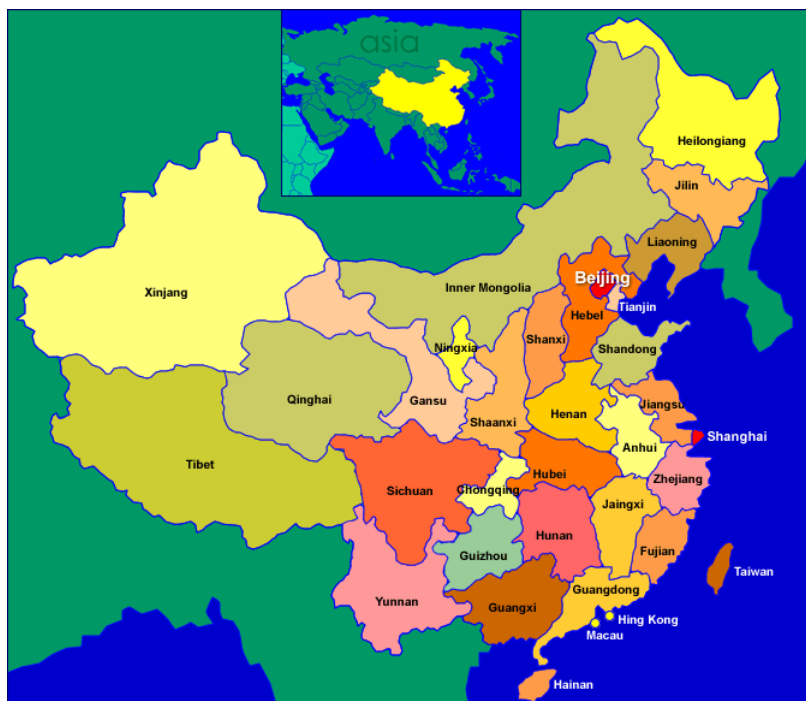 asia
Heilongiang
Jilin
Liaoning
Beijing
Xinjang
Inner Mongolia
Tianjin
Hebel
Ningxia
Shanxi
Shandong
Qinghai
Gansu
Jiangsu
Henan
Shaanxi
Shanghai
Anhui
Tibet
Hubei
Zhejiang
Sichuan
Chongqing
Jaingxi
Hunan
Guizhou
Fujian
Taiwan
Guangdong
Yunnan
Guangxi
Hing Kong
Macau
Hainan